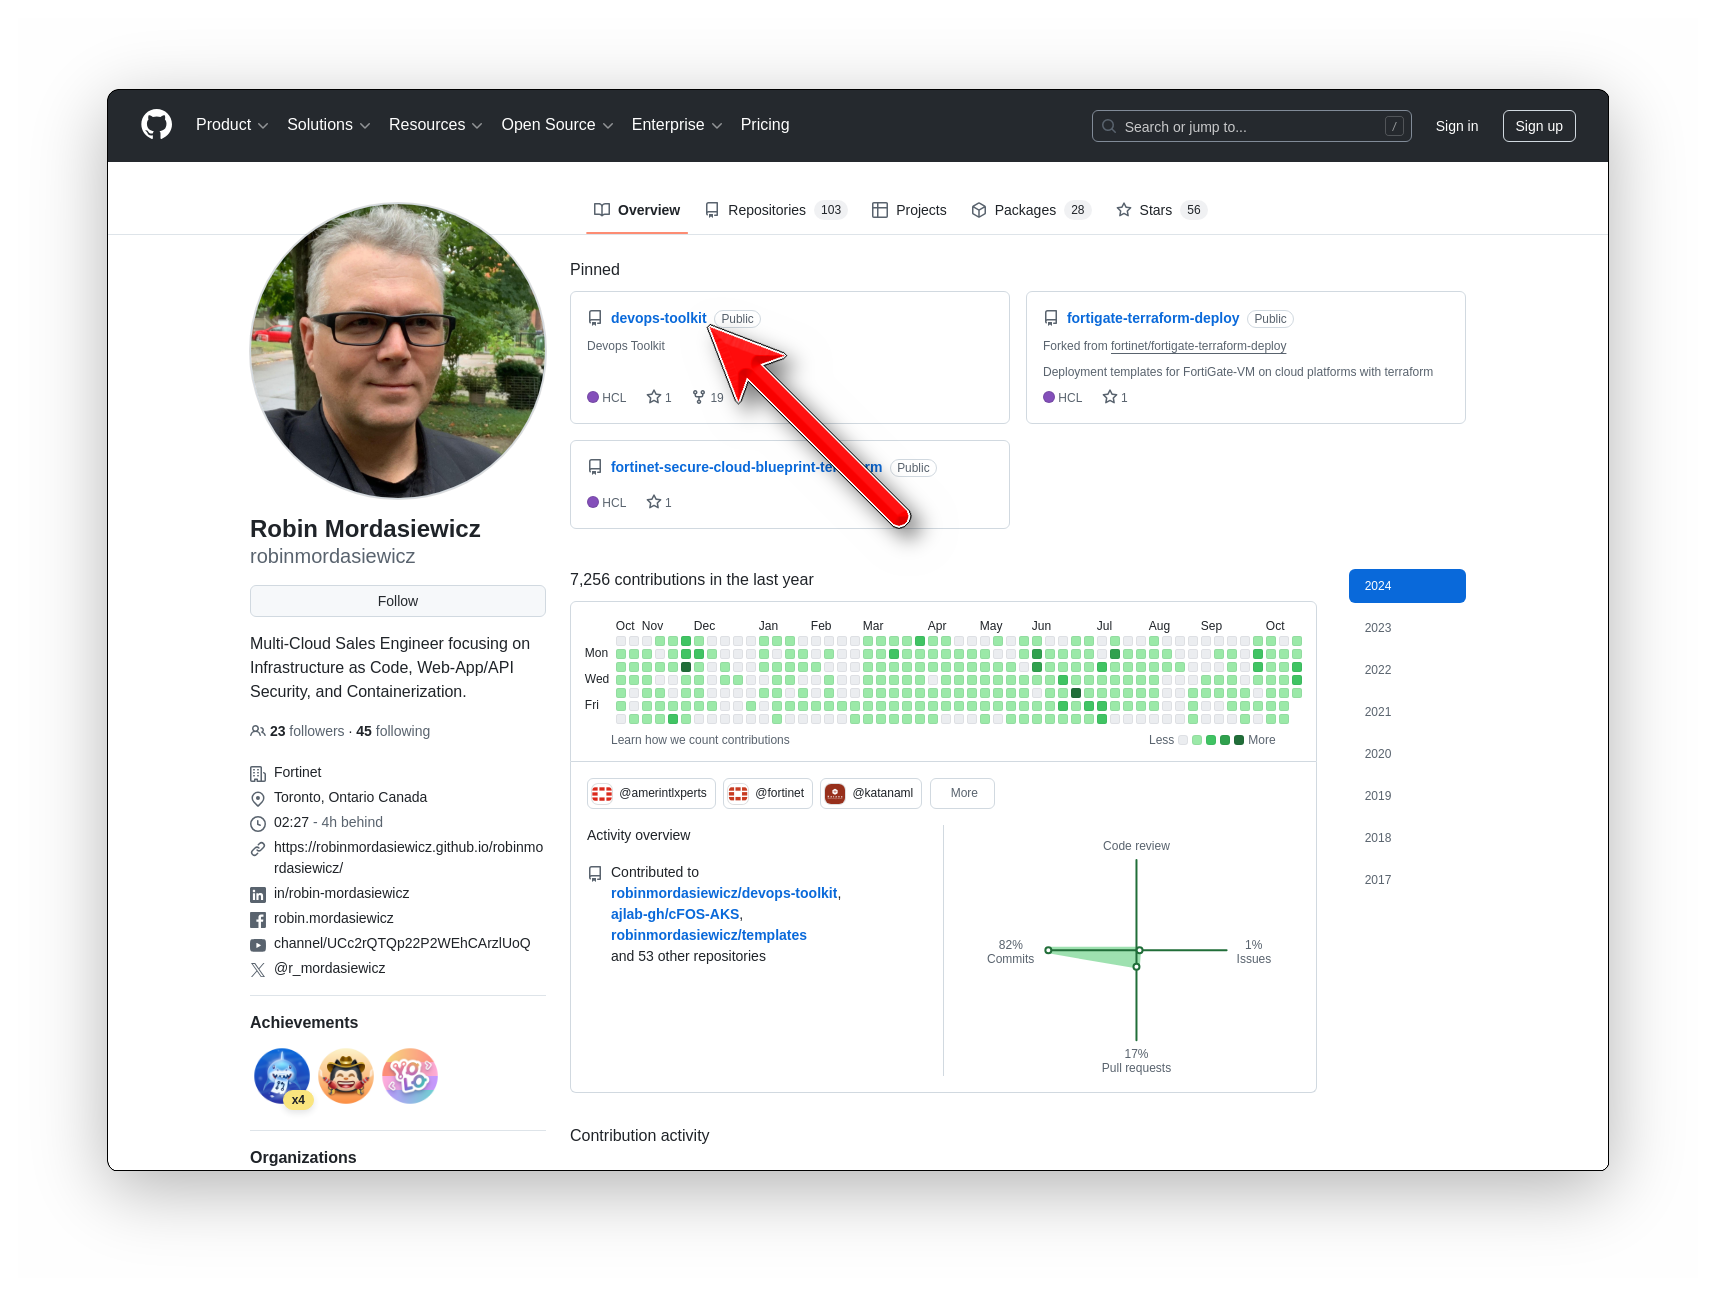 Product Solutions Resources Open Source Enterprise Pricing
Search or jump to... /
Sign in
Sign up
Overview
Repositories 103
Projects
Packages 28
Stars 56
Robin Mordasiewicz
robinmordasiewicz
Follow
Multi-Cloud Sales Engineer focusing on
Infrastructure as Code, Web-App/API
Security, and Containerization.
23 followers · 45 following
Fortinet
Toronto, Ontario Canada
02:27 - 4h behind
https://robinmordasiewicz.github.io/robinmo
rdasiewicz/
in/robin-mordasiewicz
robin.mordasiewicz
channel/UCc2rQTQp22P2WEhCArzlUoQ
@r_mordasiewicz
Achievements
x4
YOLO
Organizations
Pinned
devops-toolkit Public
Devops Toolkit
HCL 1 19
fortigate-terraform-deploy Public
Forked from fortinet/fortigate-terraform-deploy
Deployment templates for FortiGate-VM on cloud platforms with terraform
HCL 1
fortinet-secure-cloud-blueprint- Public
HCL 1
7,256 contributions in the last year
Oct Nov Dec Jan Feb Mar Apr May Jun Jul Aug Sep Oct
Mon
Wed
Fri
Learn how we count contributions
Less More
@amerintlxperts @fortinet @katanaml More
Activity overview
Contributed to
robinmordasiewicz/devops-toolkit,
ajlab-gh/cFOS-AKS,
robinmordasiewicz/templates
and 53 other repositories
Code review
82%
Commits
1%
Issues
17%
Pull requests
2024
2023
2022
2021
2020
2019
2018
2017
Contribution activity